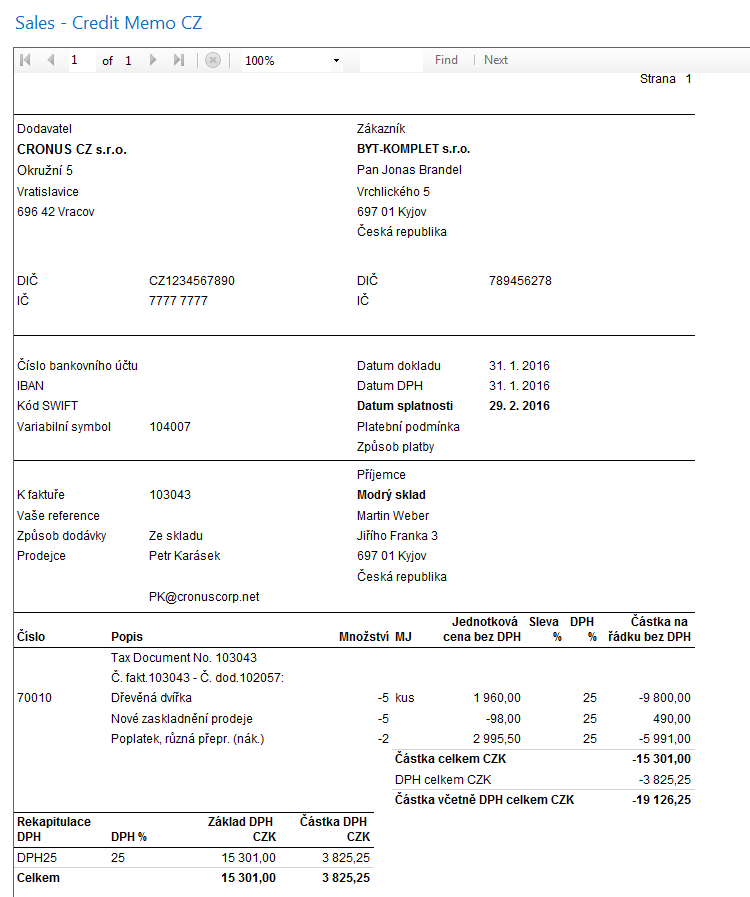 Sales - Credit Memo CZ
1 of 1 100% Find Next
Strana 1
Dodavatel
CRONUS CZ s.r.o.
Okružní 5
Vratislavice
696 42 Vracov
Zákazník
BYT-KOMPLET s.r.o.
Pan Jonas Brandel
Vrchlického 5
697 01 Kyjov
Česká republika
DIČ CZ1234567890
IČ 7777 7777
DIČ 789456278
IČ
Číslo bankovního účtu
IBAN
Kód SWIFT
Variabilní symbol 104007
Datum dokladu 31. 1. 2016
Datum DPH 31. 1. 2016
Datum splatnosti 29. 2. 2016
Platební podmínka
Způsob platby
K faktuře 103043
Vaše reference
Způsob dodávky Ze skladu
Prodejce Petr Karásek
PK@cronuscorp.net
Příjemce
Modrý sklad
Martin Weber
Jiřího Franka 3
697 01 Kyjov
Česká republika
Jednotková Sleva DPH Částka na
Číslo Popis Množství MJ cena bez DPH % % řádku bez DPH
Tax Document No. 103043
Č. fakt.103043 - Č. dod.102057:
70010 Dřevěná dvířka -5 kus 1 960,00 25 -9 800,00
Nové zaskladnění prodeje -5 -98,00 25 490,00
Poplatek, různá přepr. (nák.) -2 2 995,50 25 -5 991,00
Částka celkem CZK -15 301,00
DPH celkem CZK -3 825,25
Částka včetně DPH celkem CZK -19 126,25
Rekapitulace Základ DPH Částka DPH
DPH DPH % CZK CZK
DPH25 25 15 301,00 3 825,25
Celkem 15 301,00 3 825,25